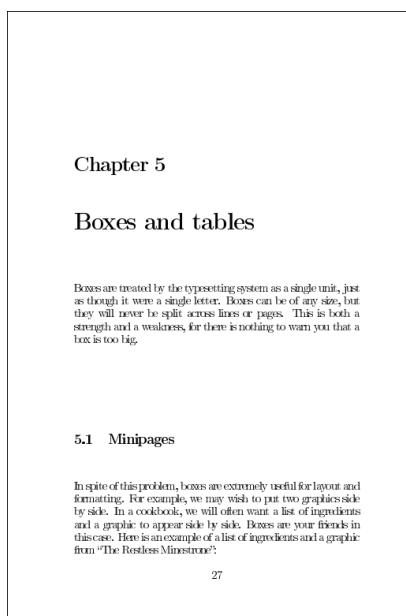 Chapter 5
Boxes and tables
Boxes are treated by the typesetting system as a single unit, just
as though it were a single letter. Boxes can be of any size, but
they will never be split across lines or pages. This is both a
strength and a weakness, for there is nothing to warn you that a
box is too big.
5.1 Minipages
In spite of this problem, boxes are extremely useful for layout and
formatting. For example, we may wish to put two graphics side
by side. In a cookbook, we will often want a list of ingredients
and a graphic to appear side by side. Boxes are your friends in
this case. Here is an example of a list of ingredients and a graphic
from “The Restless Minestrone”:
27